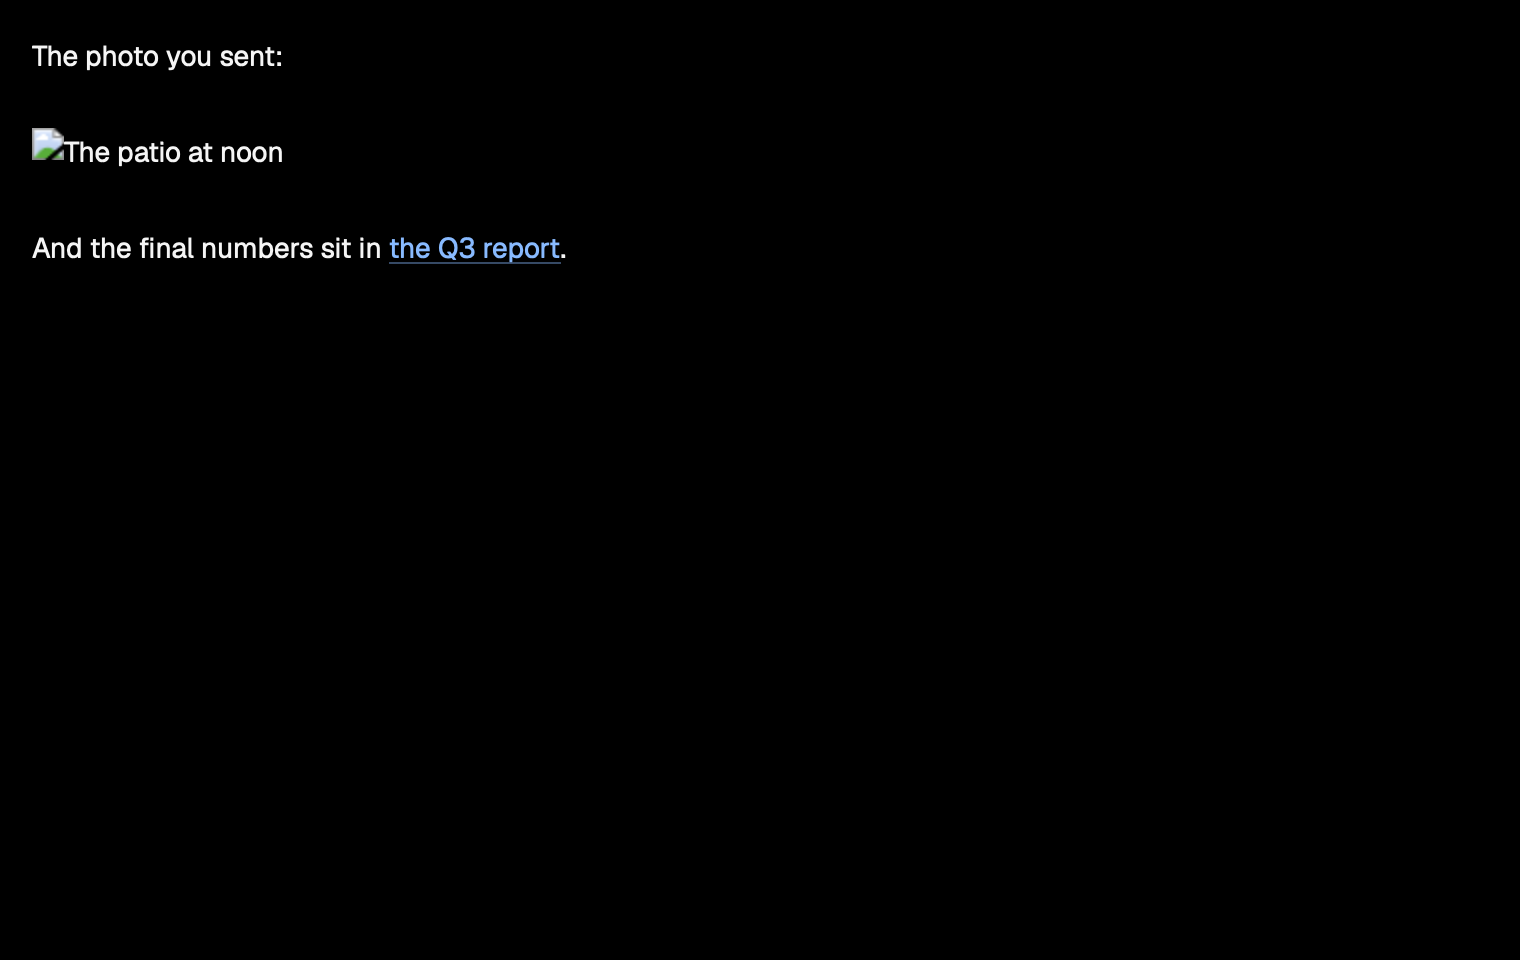 The photo you sent:
The patio at noon
And the final numbers sit in the Q3 report.